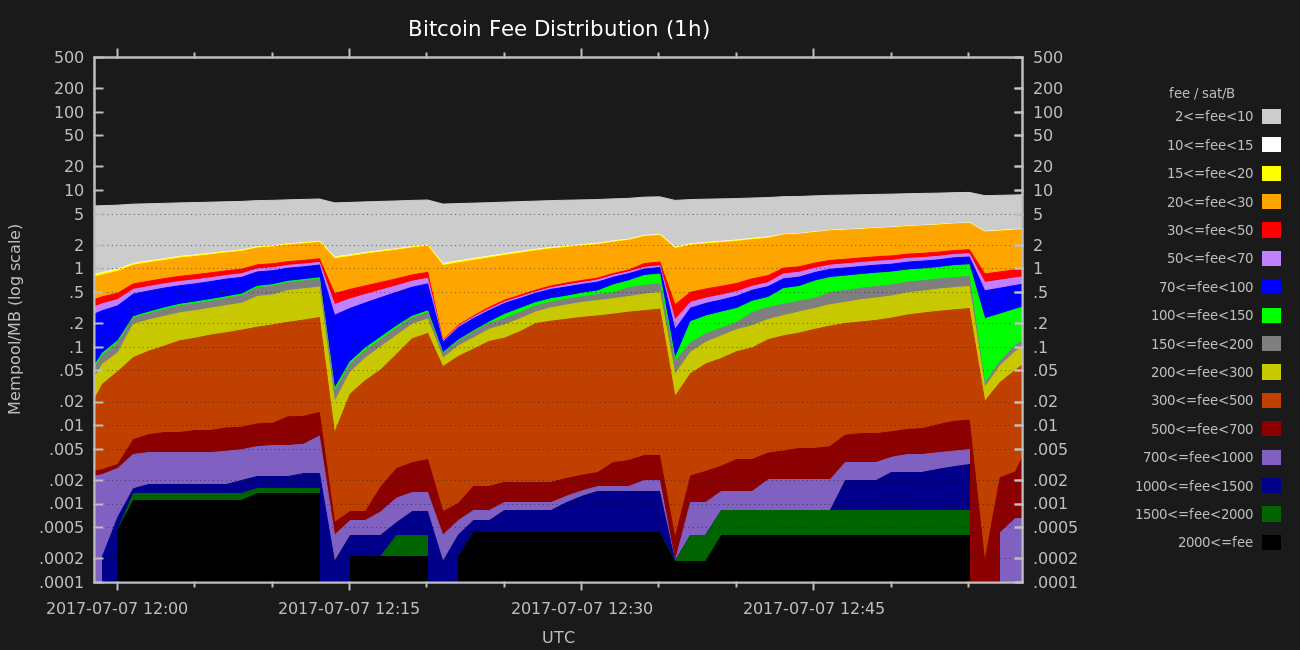 Bitcoin Fee Distribution (1h)
Mempool/MB (log scale)
500
200
100
50
20
10
5
2
1
.5
.2
.1
.05
.02
.01
.005
.002
.001
.0005
.0002
.0001
500
200
100
50
20
10
5
2
1
.5
.2
.1
.05
.02
.01
.005
.002
.001
.0005
.0002
.0001
2017-07-07 12:00
2017-07-07 12:15
2017-07-07 12:30
2017-07-07 12:45
UTC
fee / sat/B
2<=fee<10
10<=fee<15
15<=fee<20
20<=fee<30
30<=fee<50
50<=fee<70
70<=fee<100
100<=fee<150
150<=fee<200
200<=fee<300
300<=fee<500
500<=fee<700
700<=fee<1000
1000<=fee<1500
1500<=fee<2000
2000<=fee